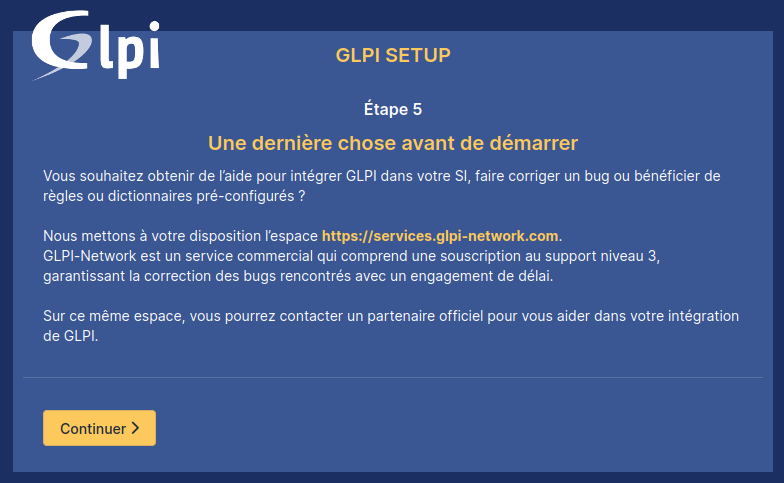 Glpi
GLPI SETUP
Étape 5
Une dernière chose avant de démarrer
Vous souhaitez obtenir de l’aide pour intégrer GLPI dans votre SI, faire corriger un bug ou bénéficier de
règles ou dictionnaires pré-configurés ?
Nous mettons à votre disposition l’espace https://services.glpi-network.com.
GLPI-Network est un service commercial qui comprend une souscription au support niveau 3,
garantissant la correction des bugs rencontrés avec un engagement de délai.
Sur ce même espace, vous pourrez contacter un partenaire officiel pour vous aider dans votre intégration
de GLPI.
Continuer